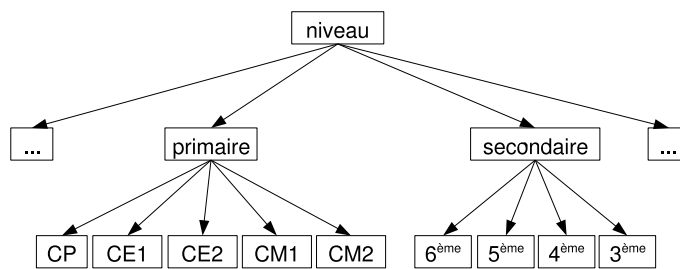 niveau
... primaire secondaire ...
CP CE1 CE2 CM1 CM2 6ème 5ème 4ème 3ème